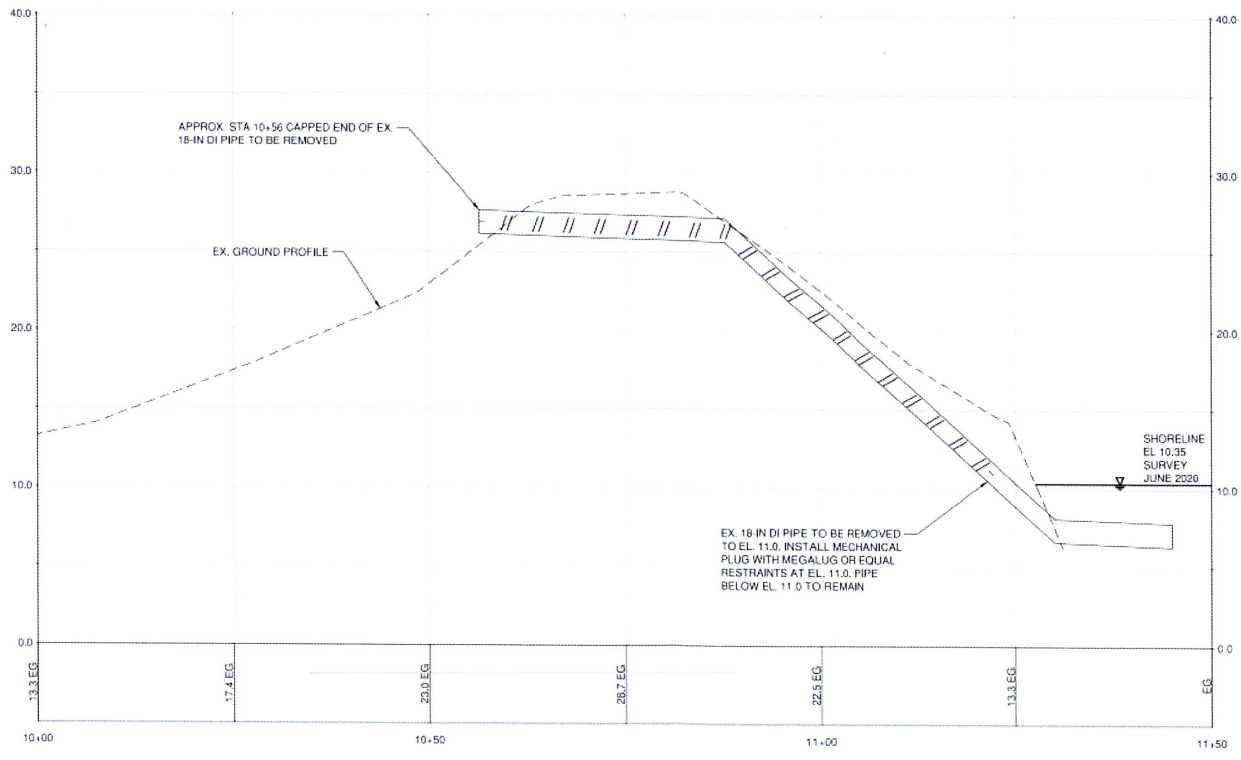 40.0
40.0
APPROX. STA 10+56 CAPPED END OF EX.
18-IN DI PIPE TO BE REMOVED
30.0
30.0
EX. GROUND PROFILE
20.0
20.0
SHORELINE
EL 10.35
SURVEY
JUNE 2020
10.0
10.0
EX. 18-IN DI PIPE TO BE REMOVED
TO EL. 11.0. INSTALL MECHANICAL
PLUG WITH MEGALUG OR EQUAL
RESTRAINTS AT EL. 11.0. PIPE
BELOW EL. 11.0 TO REMAIN
0.0
0.0
13.3 EG
17.4 EG
23.0 EG
28.7 EG
22.5 EG
13.3 EG
EG
10+00
10+50
11+00
11+50